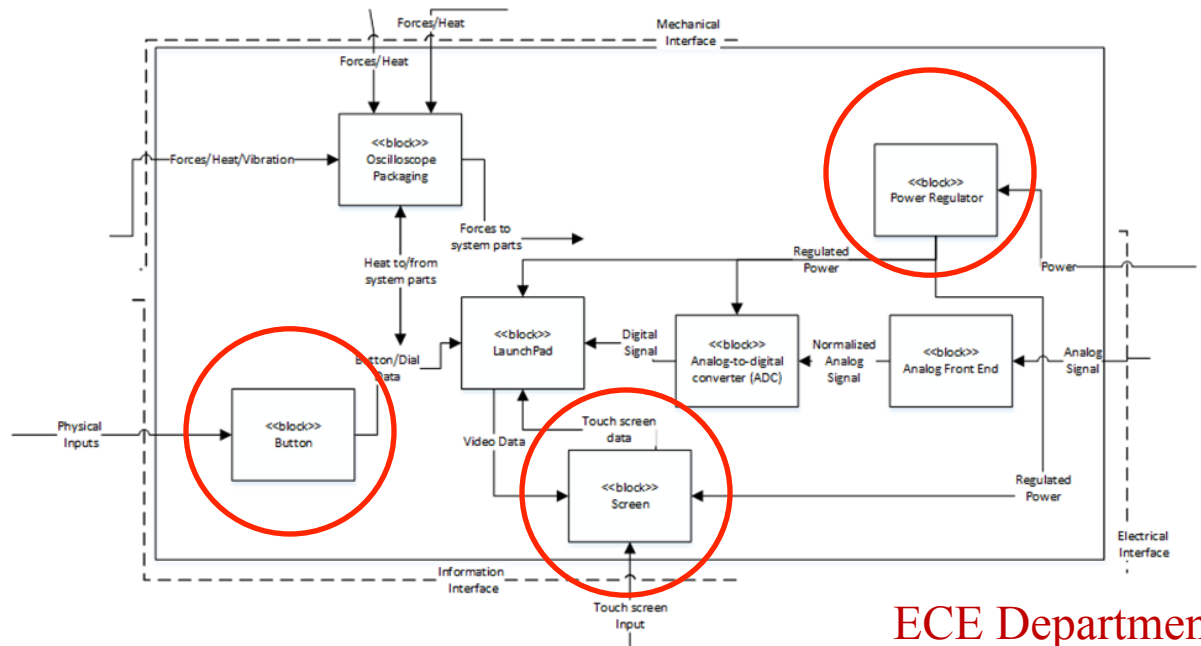 Forces/Heat
Mechanical
Interface
Forces/Heat
<<block>>
Oscilloscope
Packaging
Forces/Heat/Vibration
<<block>>
Power Regulator
Forces to
system parts
Heat to/from
system parts
Regulated
Power
Power
<<block>>
LaunchPad
Digital
Signal
<<block>>
Analog-to-digital
converter (ADC)
Normalized
Analog
Signal
<<block>>
Analog Front End
Analog
Signal
Button/Dial
Data
Physical
Inputs
<<block>>
Button
Video Data
Touch screen
data
<<block>>
Screen
Regulated
Power
Electrical
Interface
Information
Interface
Touch screen
Input
ECE Departmen